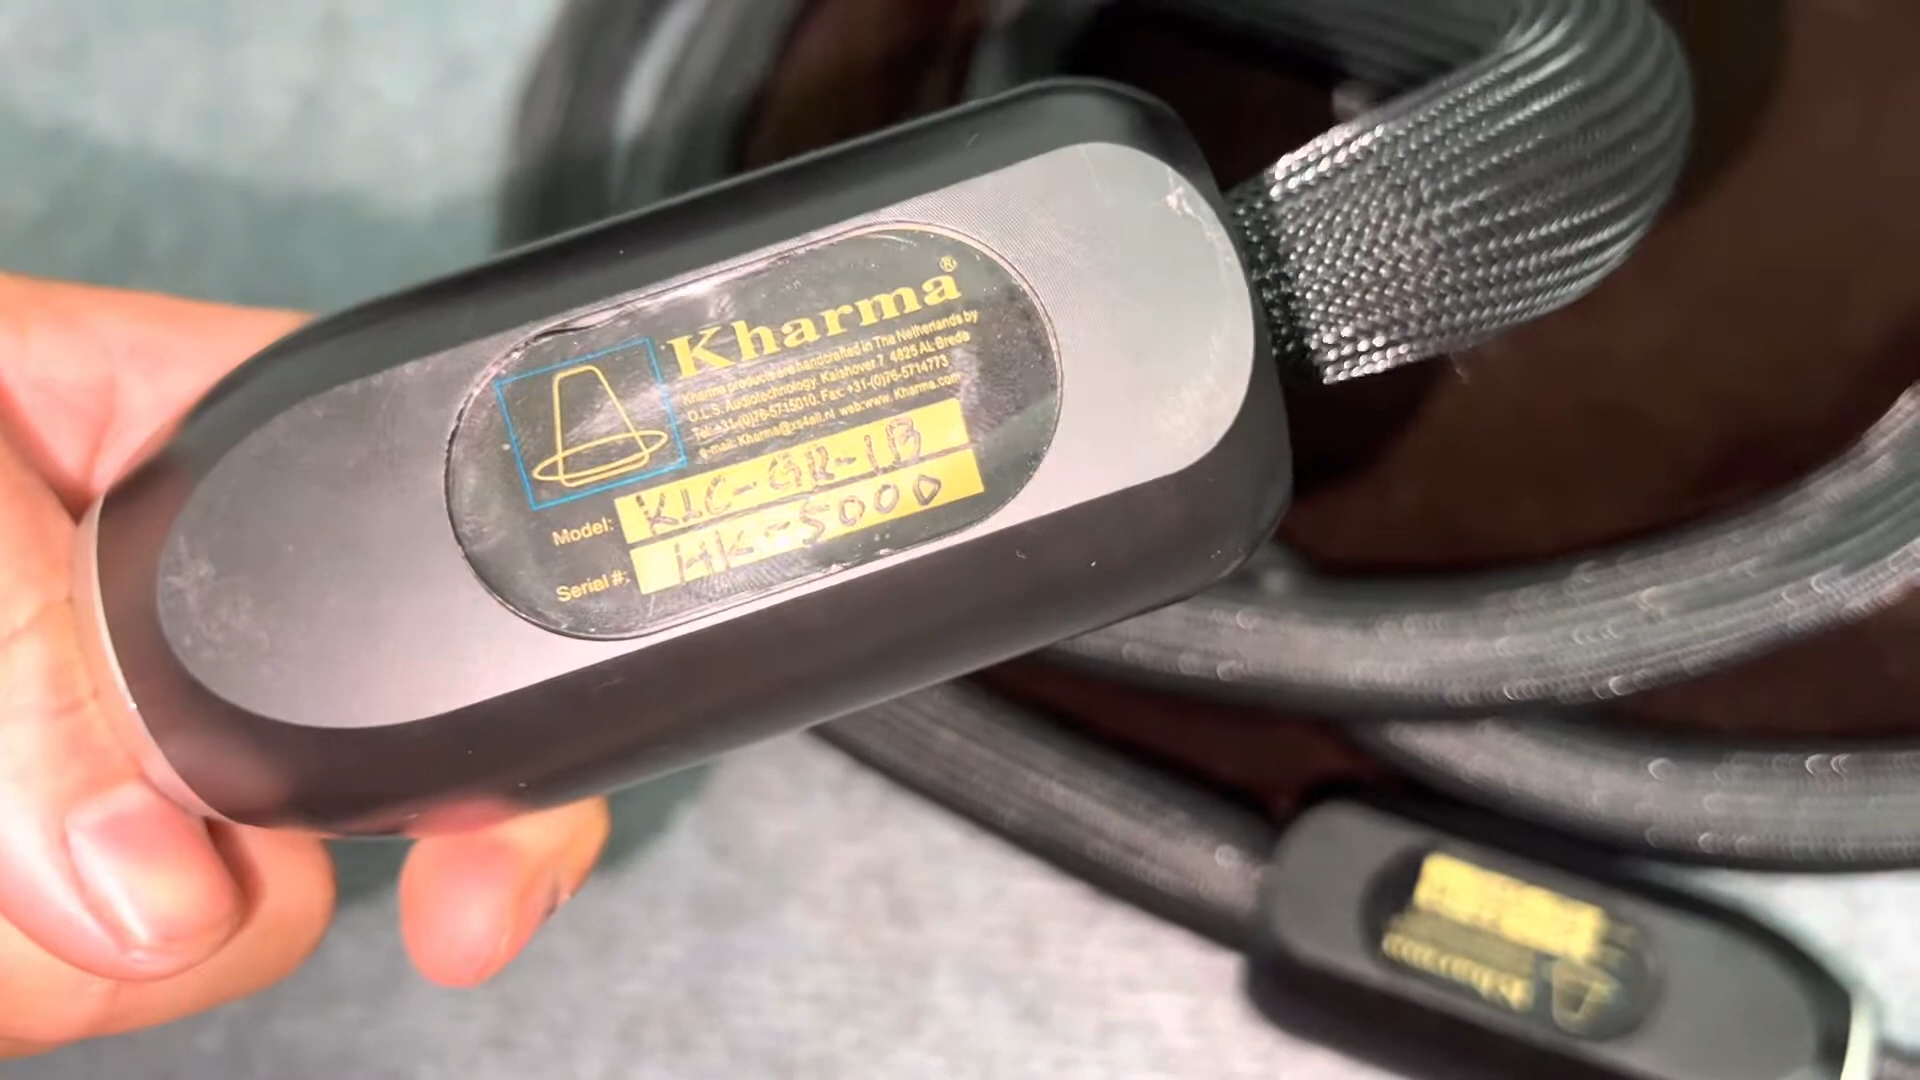 Kharma®
Kharma products are handcrafted in The Netherlands by
O.L.S. Audiotechnology, Kalshoven 7 4825 AL Breda
Tel: +31-(0)76-5715010, Fax: +31-(0)76-5714773
e-mail: Kharma@xs4all.nl web:www. Kharma.com
Model: KLC-GR-1B
Serial #: HK-5000